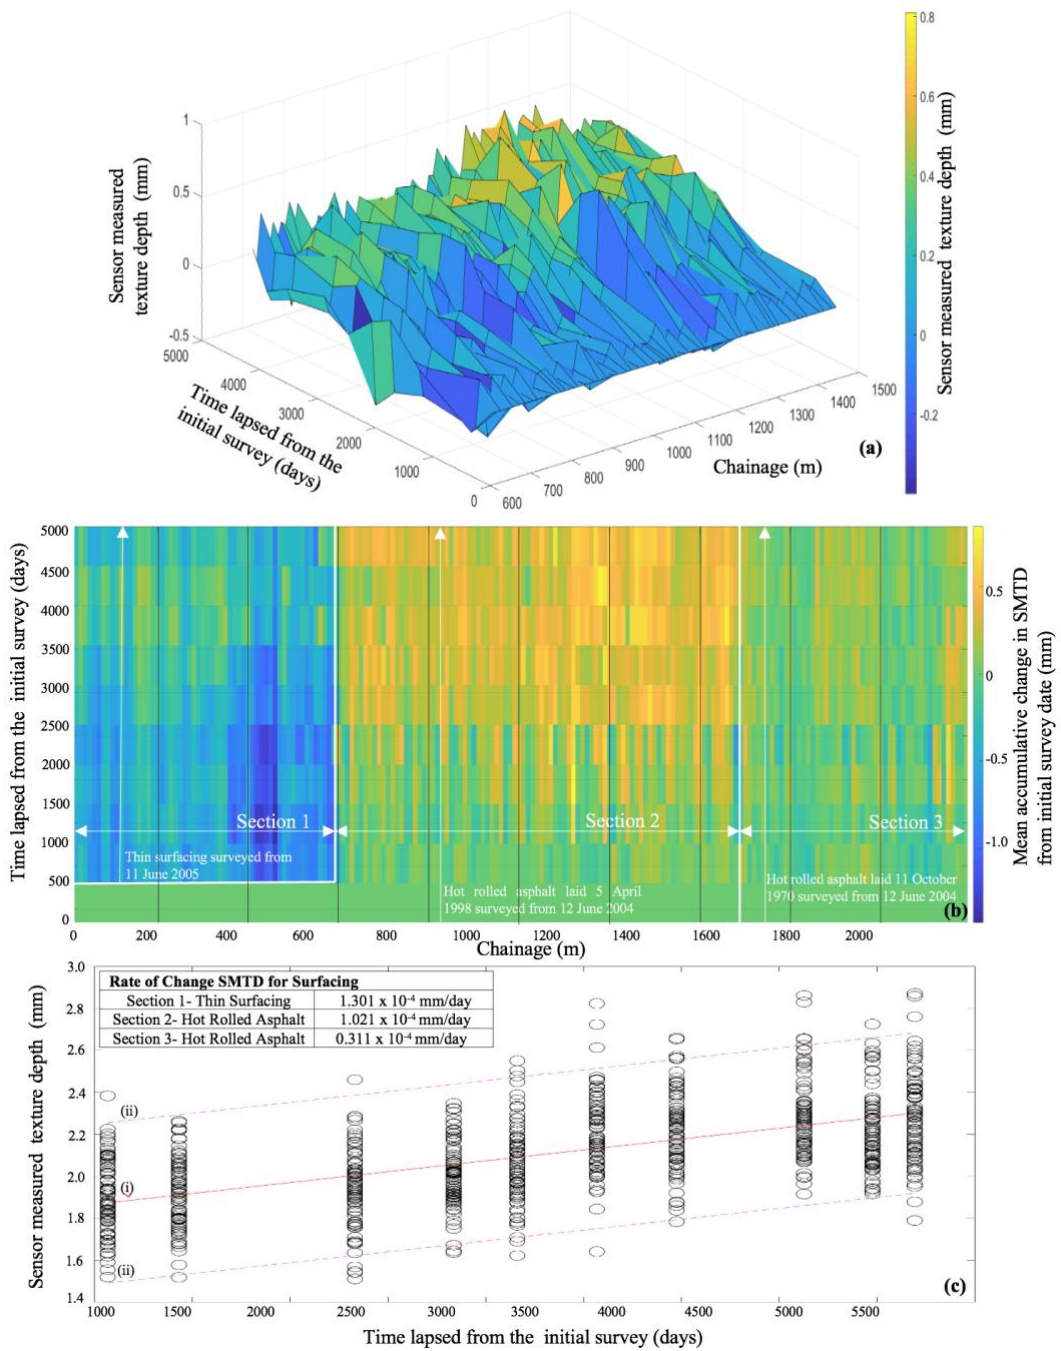 0.8
0.6
0.4
0.2
0
-0.2
Sensor measured texture depth (mm)
1
0.5
0
-0.5
Sensor measured
texture depth (mm)
5000
4000
3000
2000
1000
0
Time lapsed from the
initial survey (days)
600
700
800
900
1000
1100
1200
1300
1400
1500
Chainage (m)
(a)
5000
4500
4000
3500
3000
2500
2000
1500
1000
500
0
Time lapsed from the initial survey (days)
Section 1
Section 2
Section 3
Thin surfacing surveyed from
11 June 2005
Hot rolled asphalt laid 5 April
1998 surveyed from 12 June 2004
Hot rolled asphalt laid 11 October
1970 surveyed from 12 June 2004
(b)
0.5
0
-0.5
-1.0
Mean accumulative change in SMTD
from initial survey date (mm)
0 200 400 600 800 1000 1200 1400 1600 1800 2000
Chainage (m)
3.0
2.8
2.6
2.4
2.2
2.0
1.8
1.6
1.4
Sensor measured texture depth (mm)
Rate of Change SMTD for Surfacing
Section 1- Thin Surfacing 1.301 x 10⁻⁴ mm/day
Section 2- Hot Rolled Asphalt 1.021 x 10⁻⁴ mm/day
Section 3- Hot Rolled Asphalt 0.311 x 10⁻⁴ mm/day
(ii)
(i)
(ii)
(c)
1000 1500 2000 2500 3000 3500 4000 4500 5000 5500
Time lapsed from the initial survey (days)